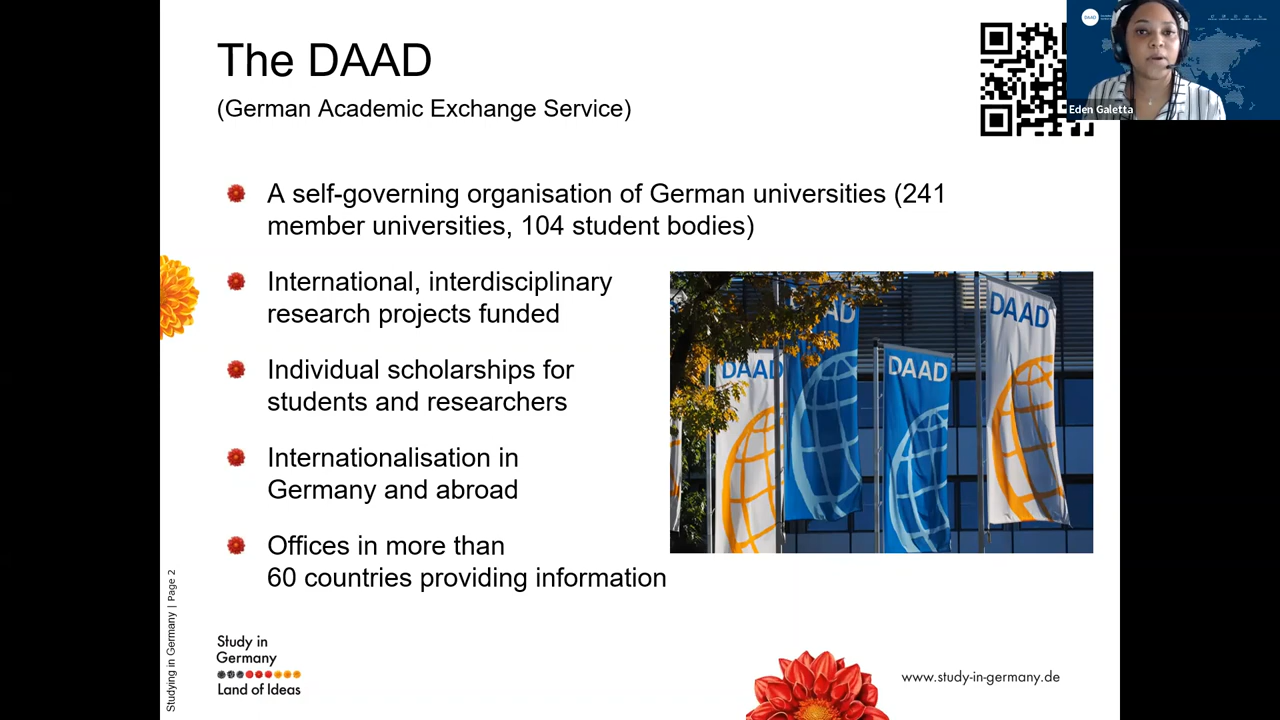 The DAAD
(German Academic Exchange Service)
DAAD
Eden Galetta
A self-governing organisation of German universities (241
member universities, 104 student bodies)
International, interdisciplinary
research projects funded
Individual scholarships for
students and researchers
Internationalisation in
Germany and abroad
Offices in more than
60 countries providing information
DAAD
DAAD
DAAD
DAAD
Studying in Germany | Page 2
Study in
Germany
Land of Ideas
www.study-in-germany.de